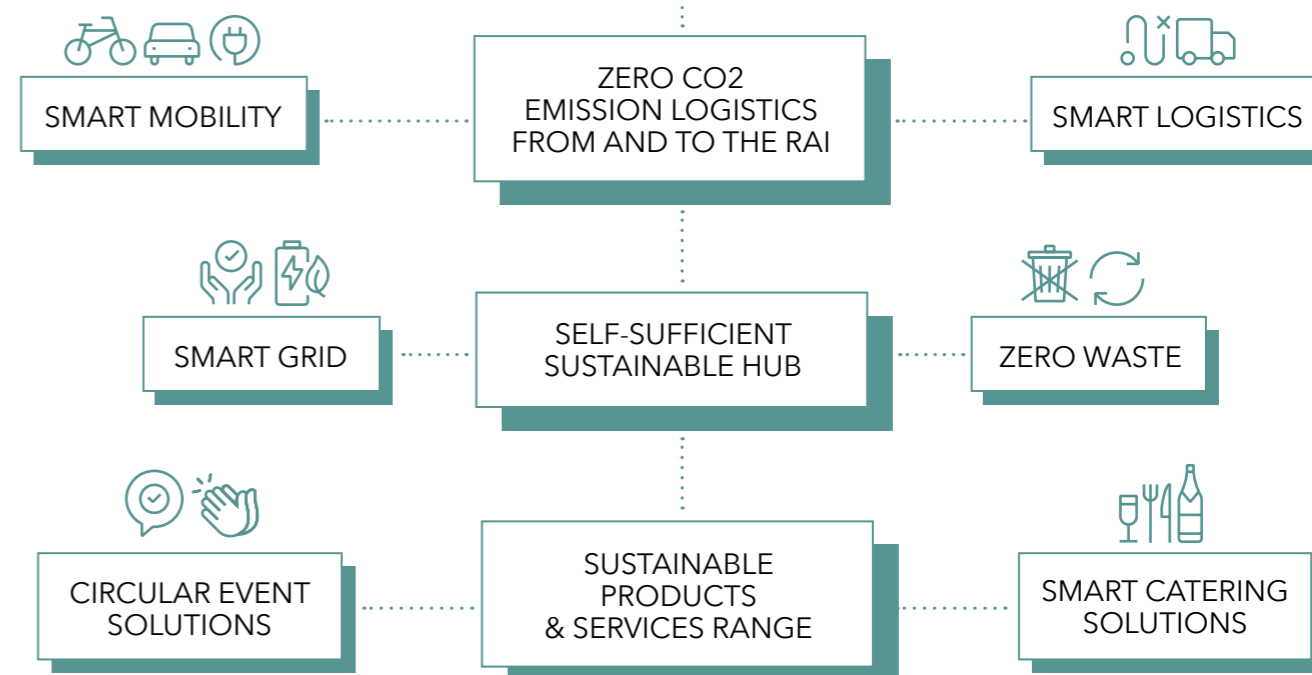 SMART MOBILITY
ZERO CO2
EMISSION LOGISTICS
FROM AND TO THE RAI
SMART LOGISTICS
SMART GRID
SELF-SUFFICIENT
SUSTAINABLE HUB
ZERO WASTE
CIRCULAR EVENT
SOLUTIONS
SUSTAINABLE
PRODUCTS
& SERVICES RANGE
SMART CATERING
SOLUTIONS